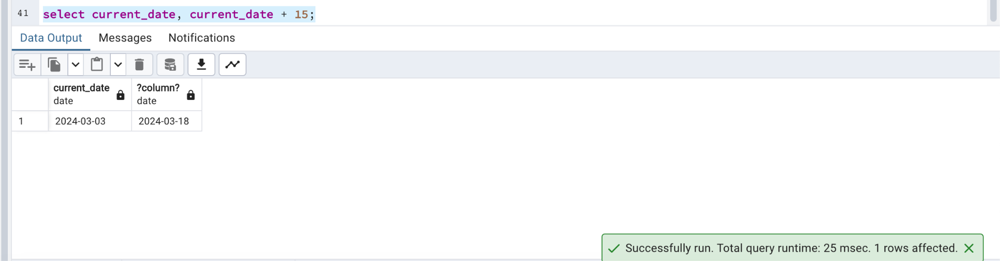 41 select current_date, current_date + 15;
Data Output Messages Notifications
current_date ?column?
date date
1 2024-03-03 2024-03-18
Successfully run. Total query runtime: 25 msec. 1 rows affected.